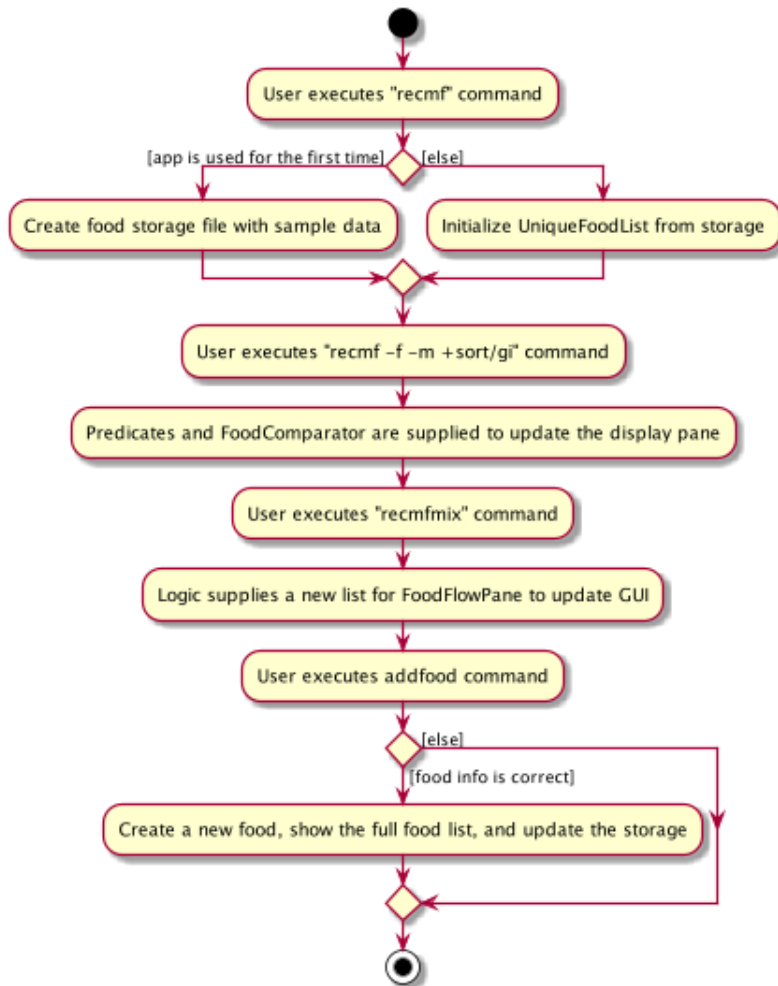 User executes "recmf" command
[app is used for the first time]
[else]
Create food storage file with sample data
Initialize UniqueFoodList from storage
User executes "recmf -f -m +sort/gi" command
Predicates and FoodComparator are supplied to update the display pane
User executes "recmfmix" command
Logic supplies a new list for FoodFlowPane to update GUI
User executes addfood command
[else]
[food info is correct]
Create a new food, show the full food list, and update the storage